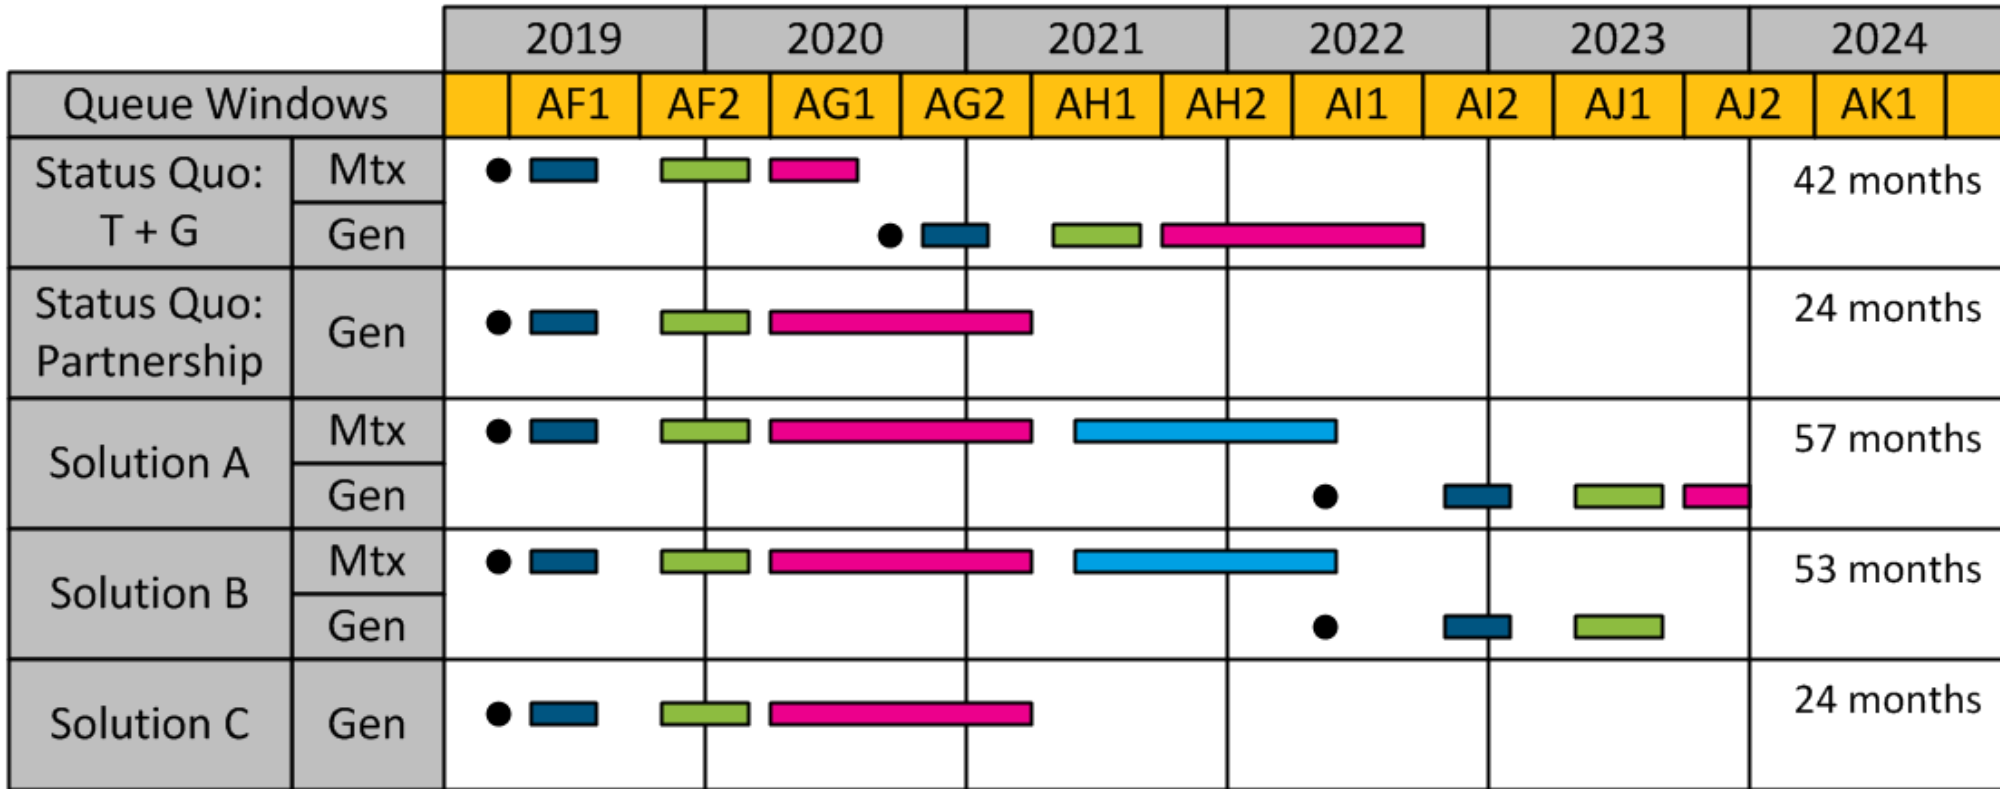 2019 2020 2021 2022 2023 2024
Queue Windows AF1 AF2 AG1 AG2 AH1 AH2 AI1 AI2 AJ1 AJ2 AK1
Status Quo:
T + G
Mtx
42 months
Gen
Status Quo:
Partnership
Gen
24 months
Solution A
Mtx
57 months
Gen
Solution B
Mtx
53 months
Gen
Solution C
Gen
24 months